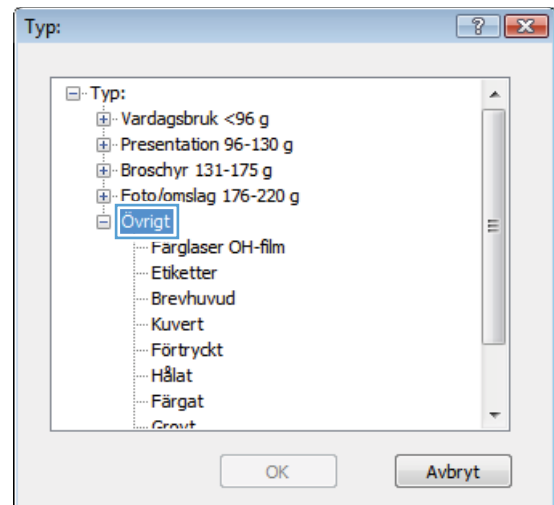 Typ:
Typ:
Vardagsbruk <96 g
Presentation 96-130 g
Broschyr 131-175 g
Foto/omslag 176-220 g
Övrigt
Färglaser OH-film
Etiketter
Brevhuvud
Kuvert
Förtryckt
Hålat
Färgat
Grovt
OK
Avbryt